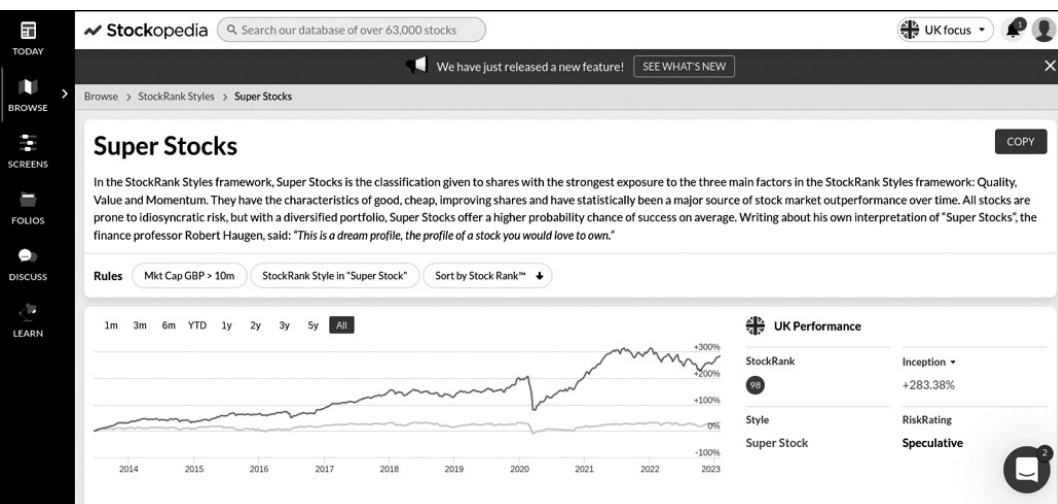 TODAY
BROWSE
SCREENS
FOLIOS
DISCUSS
LEARN
Stockopedia
Search our database of over 63,000 stocks
UK focus
1
We have just released a new feature! SEE WHAT'S NEW
Browse > StockRank Styles > Super Stocks
Super Stocks
COPY
In the StockRank Styles framework, Super Stocks is the classification given to shares with the strongest exposure to the three main factors in the StockRank Styles framework: Quality,
Value and Momentum. They have the characteristics of good, cheap, improving shares and have statistically been a major source of stock market outperformance over time. All stocks are
prone to idiosyncratic risk, but with a diversified portfolio, Super Stocks offer a higher probability chance of success on average. Writing about his own interpretation of “Super Stocks”, the
finance professor Robert Haugen, said: “This is a dream profile, the profile of a stock you would love to own.”
Rules Mkt Cap GBP > 10m StockRank Style in "Super Stock" Sort by Stock Rank™
1m 3m 6m YTD 1y 2y 3y 5y All
+300%
+200%
+100%
0%
-100%
2014 2015 2016 2017 2018 2019 2020 2021 2022 2023
UK Performance
StockRank Inception
98 +283.38%
Style RiskRating
Super Stock Speculative
2